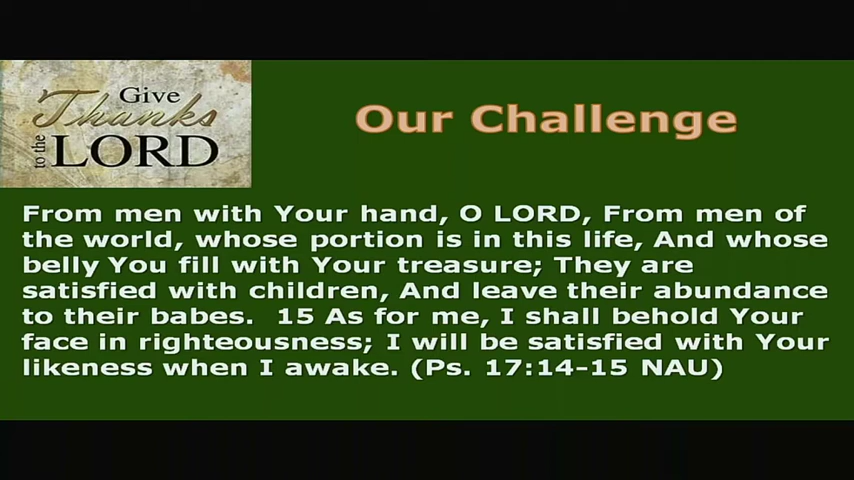 Give
Thanks
to the
LORD
Our Challenge
From men with Your hand, O LORD, From men of
the world, whose portion is in this life, And whose
belly You fill with Your treasure; They are
satisfied with children, And leave their abundance
to their babes.  15 As for me, I shall behold Your
face in righteousness; I will be satisfied with Your
likeness when I awake. (Ps. 17:14-15 NAU)